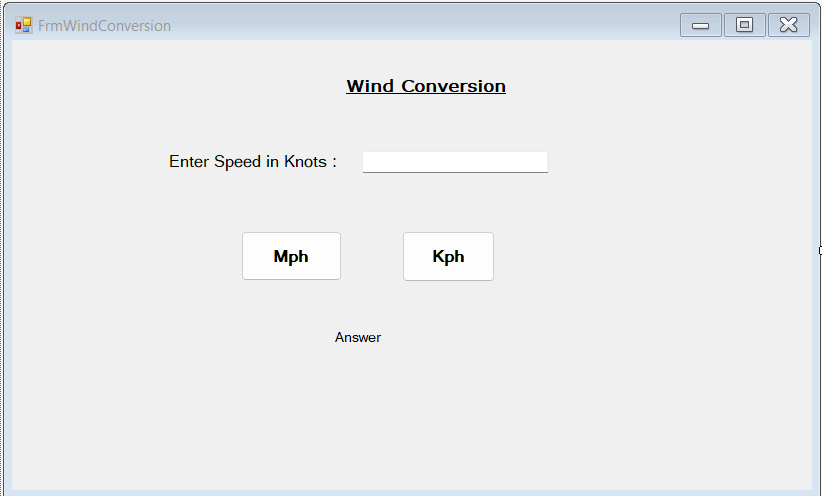 FrmWindConversion
Wind Conversion
Enter Speed in Knots :
Mph Kph
Answer